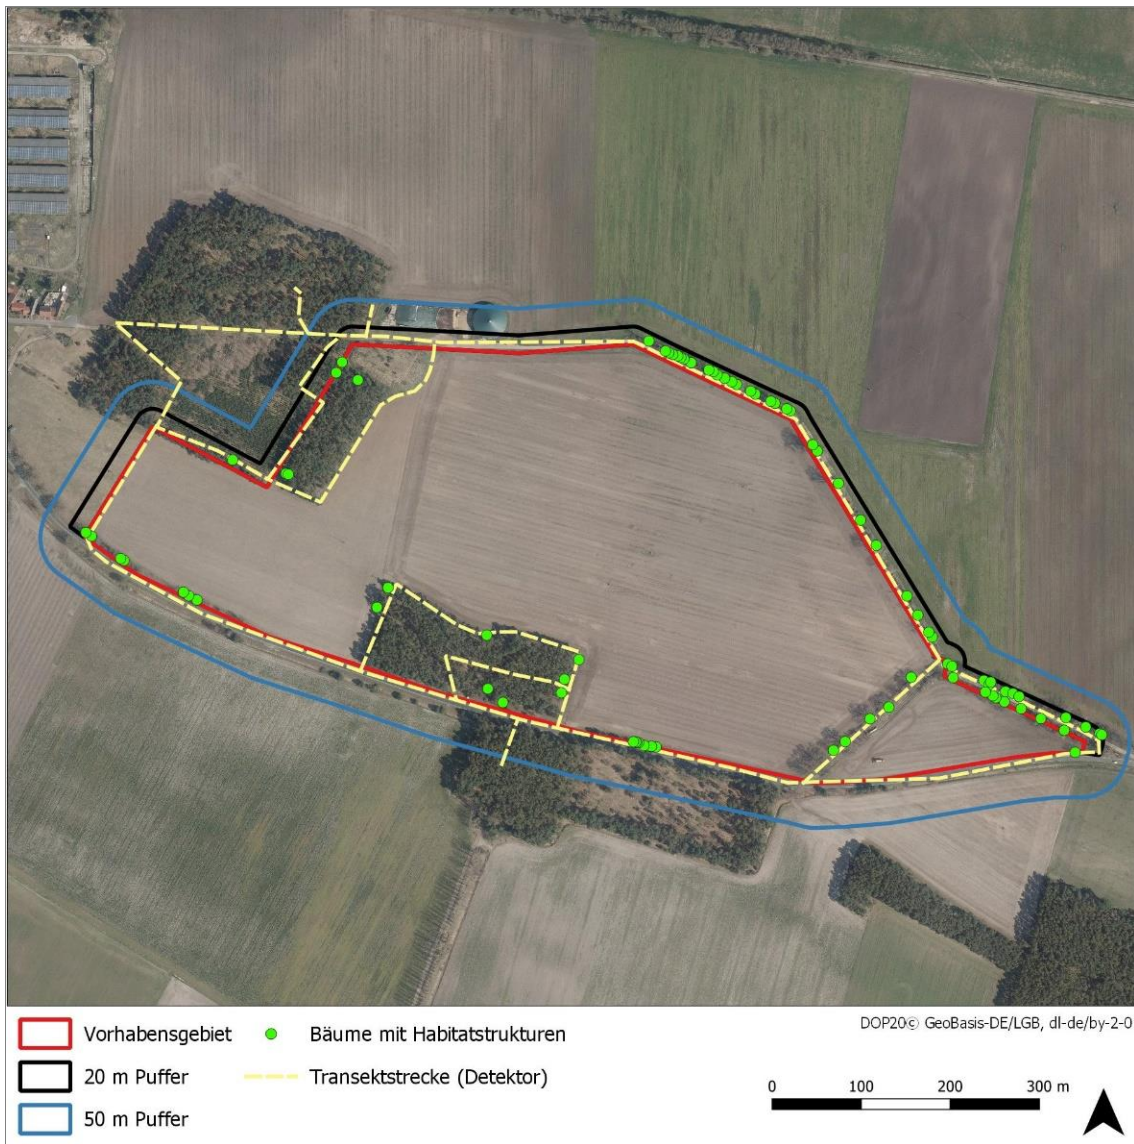 DOP20© GeoBasis-DE/LGB, dl-de/by-2-0
Vorhabensgebiet
Bäume mit Habitatstrukturen
20 m Puffer
Transektstrecke (Detektor)
50 m Puffer
0 100 200 300 m